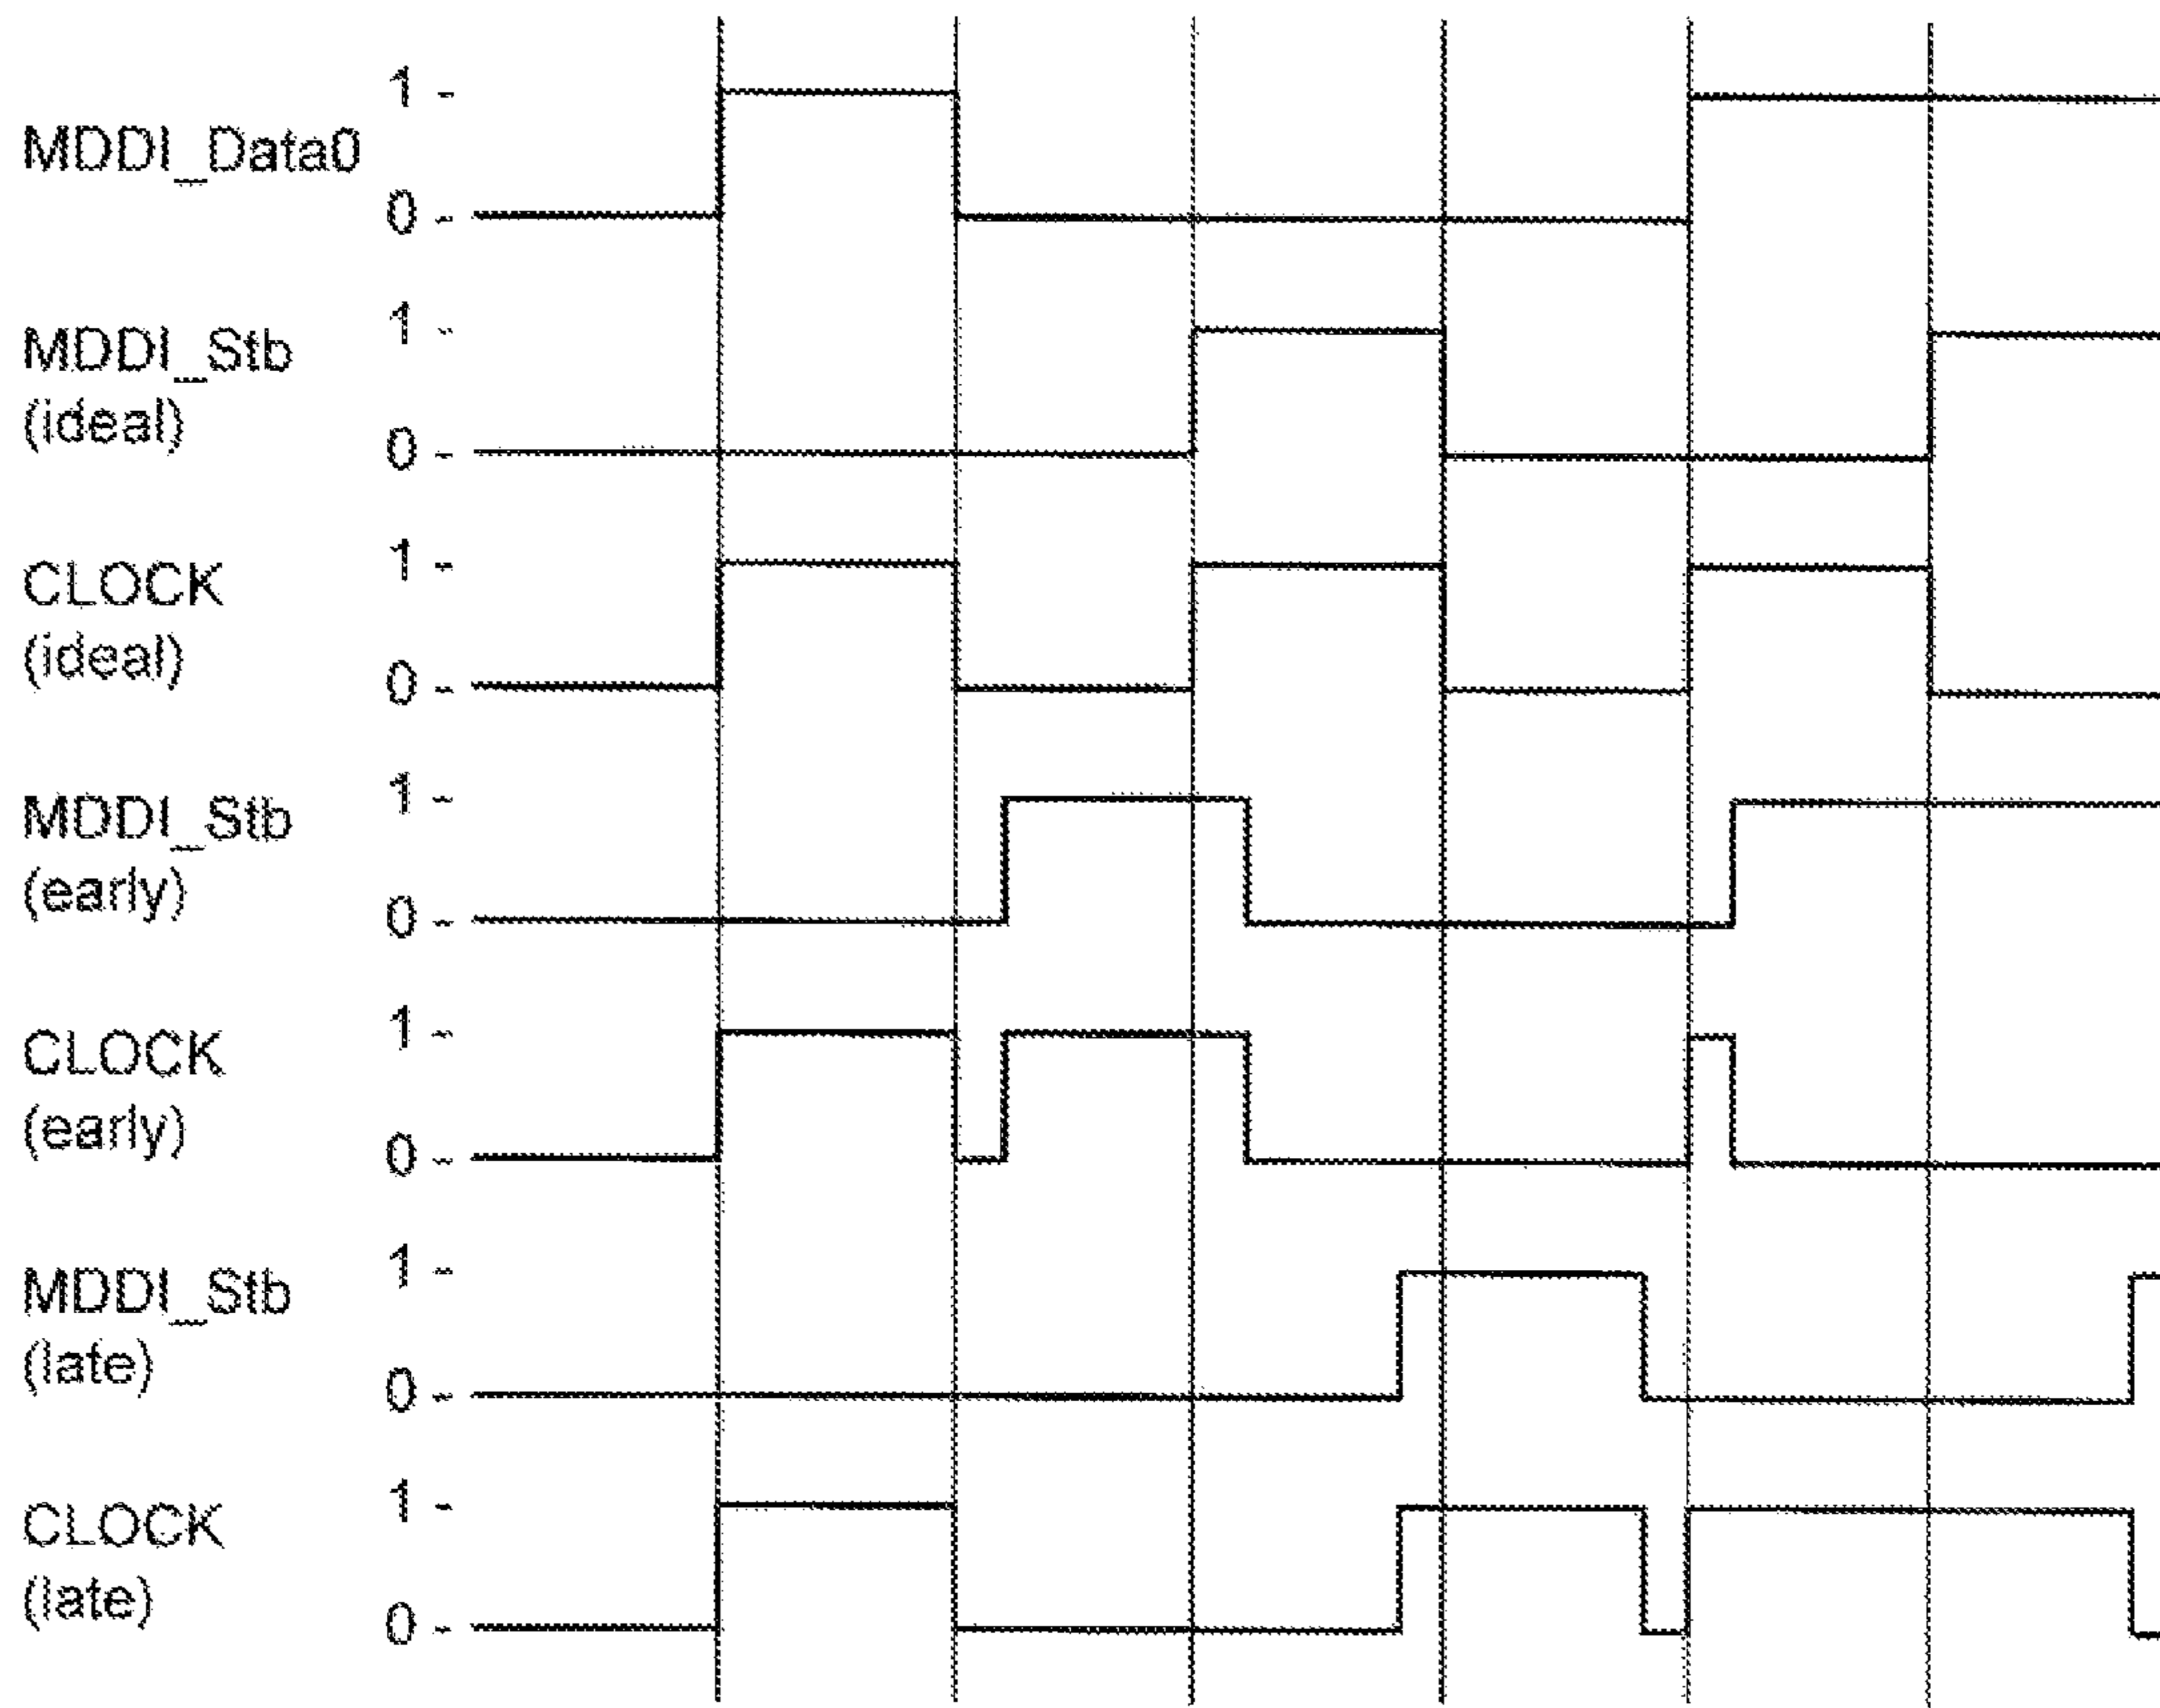 1 -
MDDI_Data0
0 -
1 -
MDDI_Stb
(ideal)
0 -
1 -
CLOCK
(ideal)
0 -
1 -
MDDI_Stb
(early)
0 -
1 -
CLOCK
(early)
0 -
1 -
MDDI_Stb
(late)
0 -
1 -
CLOCK
(late)
0 -